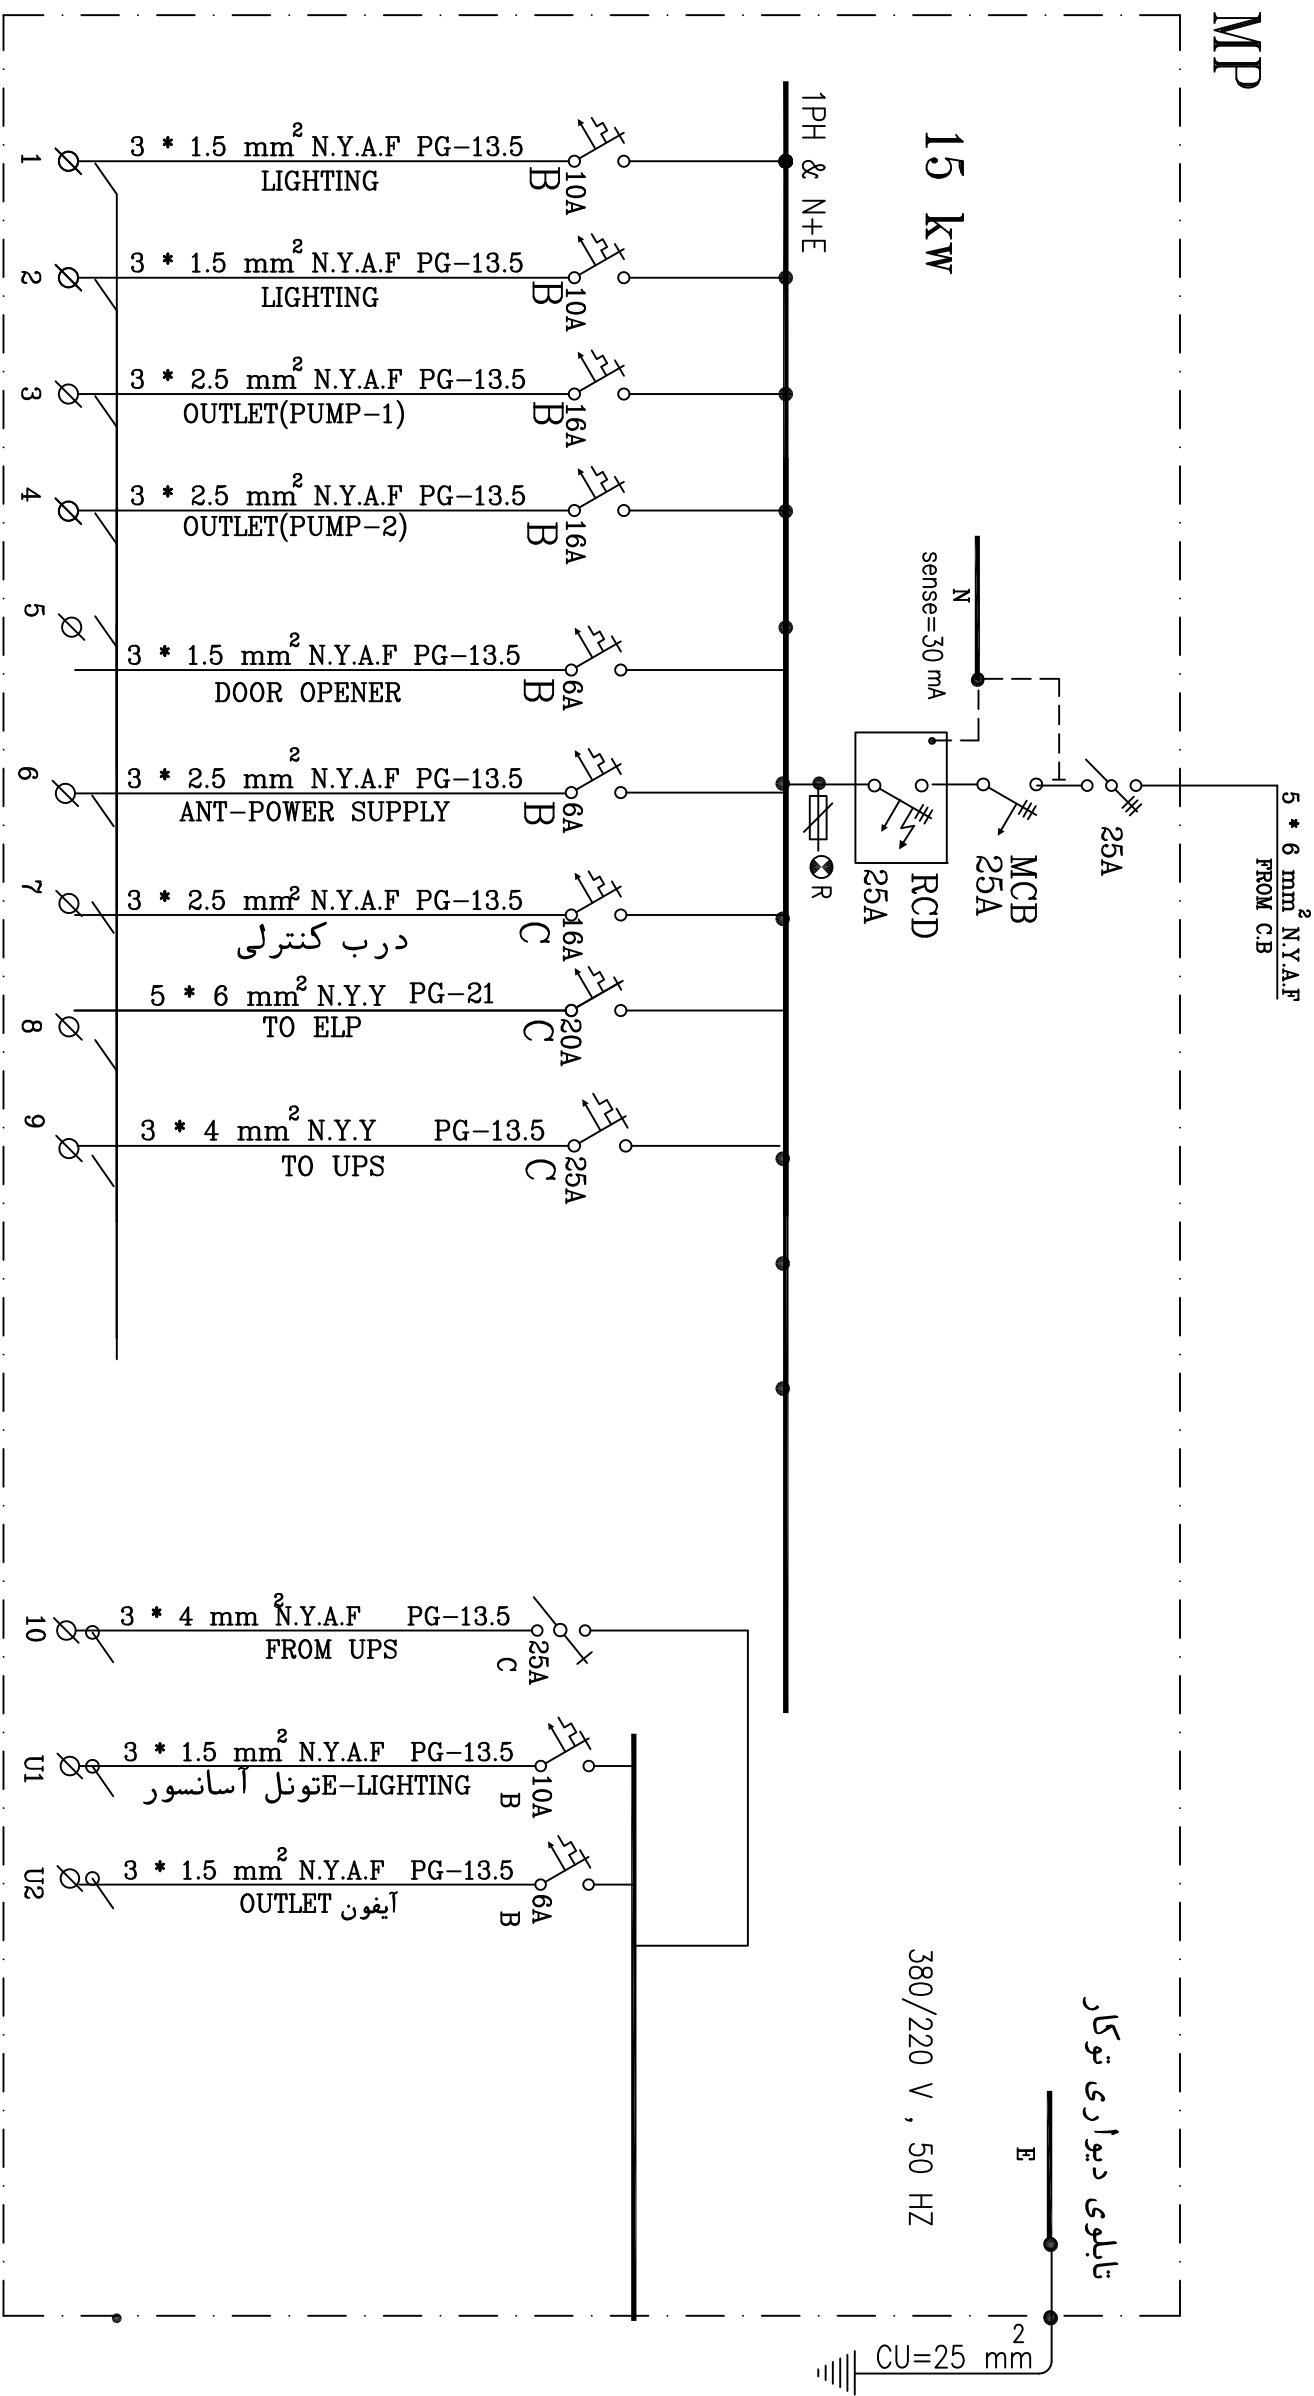 MP
15 kw
1PH & N+E
5 * 6 mm² N.Y.A.F
FROM C.B
25A
MCB
25A
RCD
25A
N
sense=30 mA
R
3 * 1.5 mm² N.Y.A.F PG-13.5
LIGHTING
10A
B
1
3 * 1.5 mm² N.Y.A.F PG-13.5
LIGHTING
10A
B
2
3 * 2.5 mm² N.Y.A.F PG-13.5
OUTLET(PUMP-1)
16A
B
3
3 * 2.5 mm² N.Y.A.F PG-13.5
OUTLET(PUMP-2)
16A
B
4
3 * 1.5 mm² N.Y.A.F PG-13.5
DOOR OPENER
6A
B
5
3 * 2.5 mm² N.Y.A.F PG-13.5
ANT-POWER SUPPLY
6A
B
6
3 * 2.5 mm² N.Y.A.F PG-13.5
درب کنترلی
16A
C
7
5 * 6 mm² N.Y.Y PG-21
TO ELP
20A
C
8
3 * 4 mm² N.Y.Y PG-13.5
TO UPS
25A
C
9
3 * 4 mm² N.Y.A.F PG-13.5
FROM UPS
25A
C
10
3 * 1.5 mm² N.Y.A.F PG-13.5
E-LIGHTING تونل آسانسور
10A
B
U1
3 * 1.5 mm² N.Y.A.F PG-13.5
OUTLET آیفون
6A
B
U2
380/220 V , 50 HZ
تابلوی دیواری توکار
E
CU=25 mm²